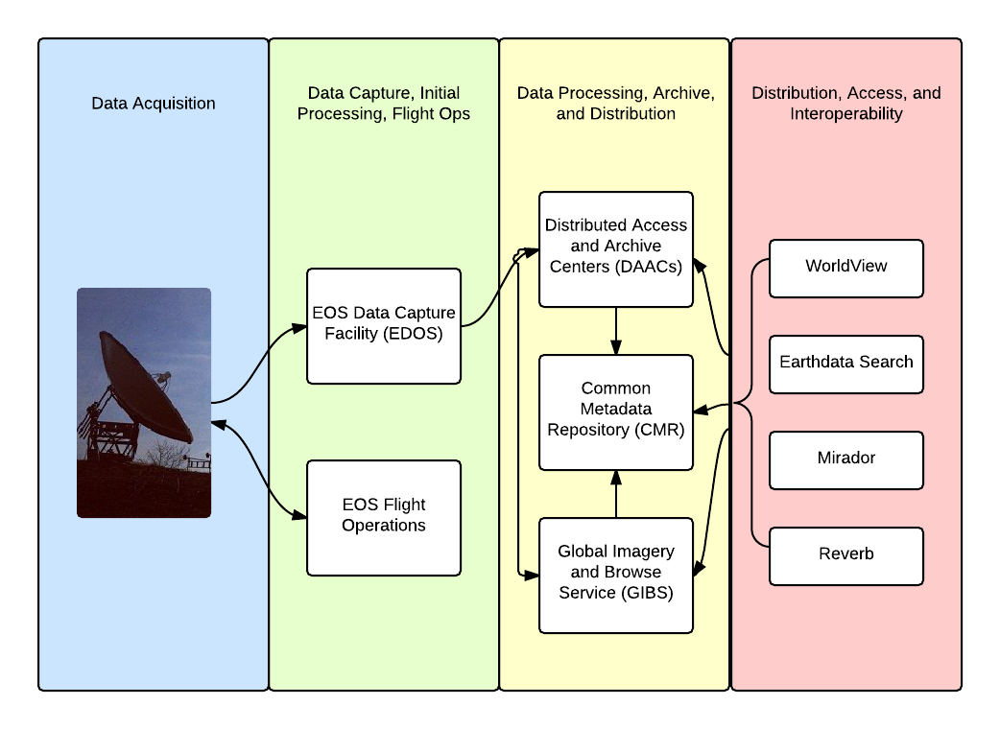 Data Acquisition
Data Capture, Initial
Processing, Flight Ops
Data Processing, Archive,
and Distribution
Distribution, Access, and
Interoperability
EOS Data Capture
Facility (EDOS)
EOS Flight
Operations
Distributed Access
and Archive
Centers (DAACs)
Common
Metadata
Repository (CMR)
Global Imagery
and Browse
Service (GIBS)
WorldView
Earthdata Search
Mirador
Reverb